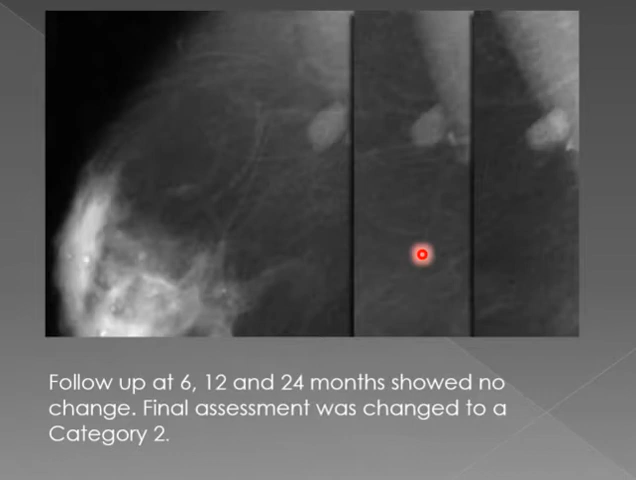 Follow up at 6, 12 and 24 months showed no
change. Final assessment was changed to a
Category 2.